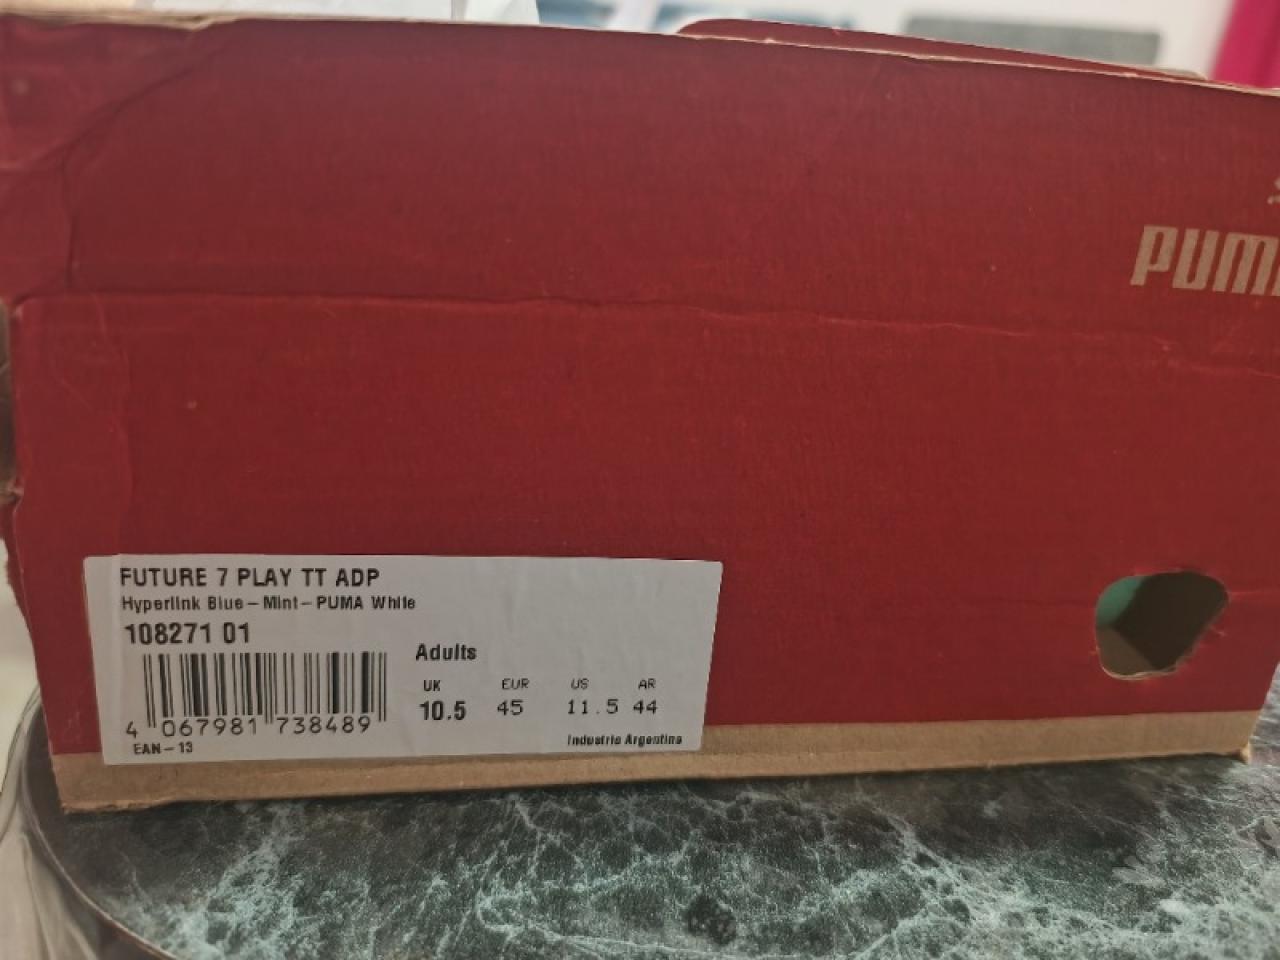 PUMA
FUTURE 7 PLAY TT ADP
Hyperlink Blue-Mint-PUMA White
108271 01
Adults
UK EUR US AR
10.5 45 11.5 44
4 067981 738489
EAN-13
Industria Argentina